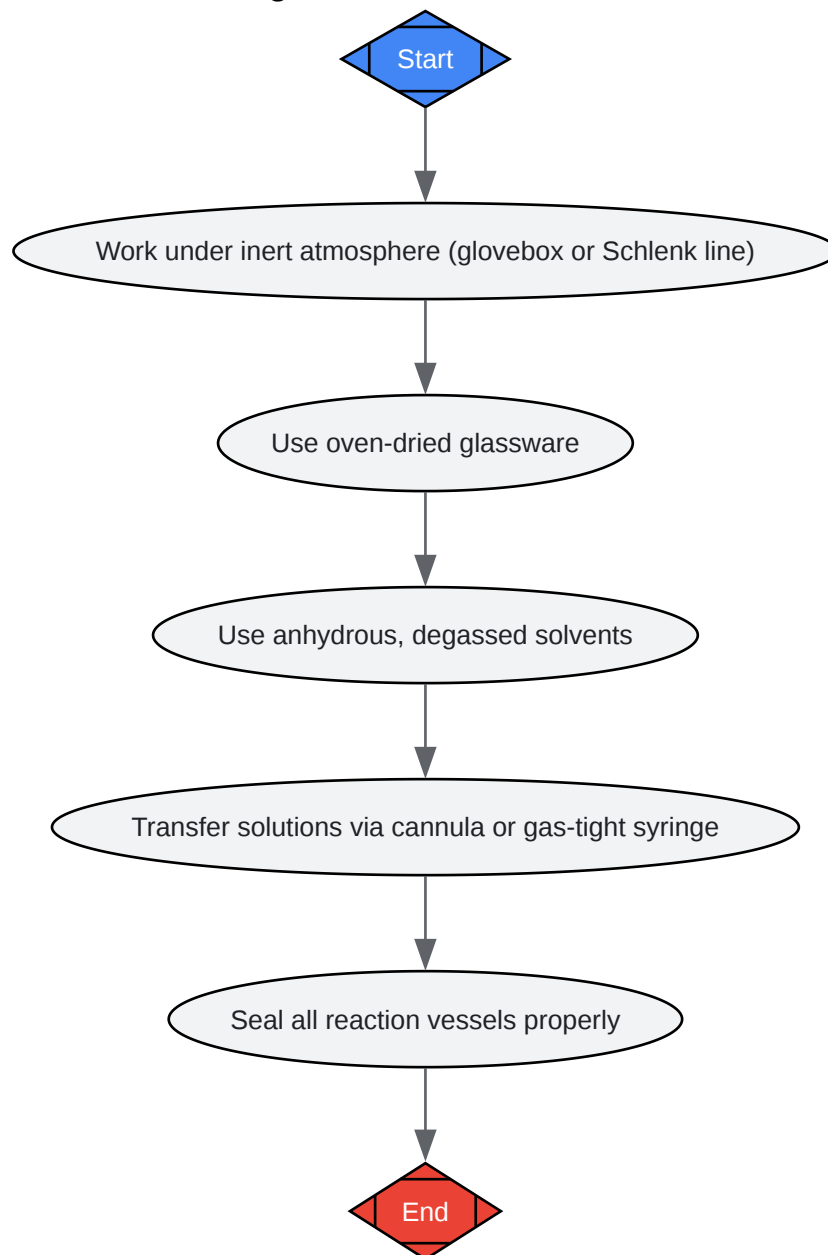 Start
Work under inert atmosphere (glovebox or Schlenk line)
Use oven-dried glassware
Use anhydrous, degassed solvents
Transfer solutions via cannula or gas-tight syringe
Seal all reaction vessels properly
End